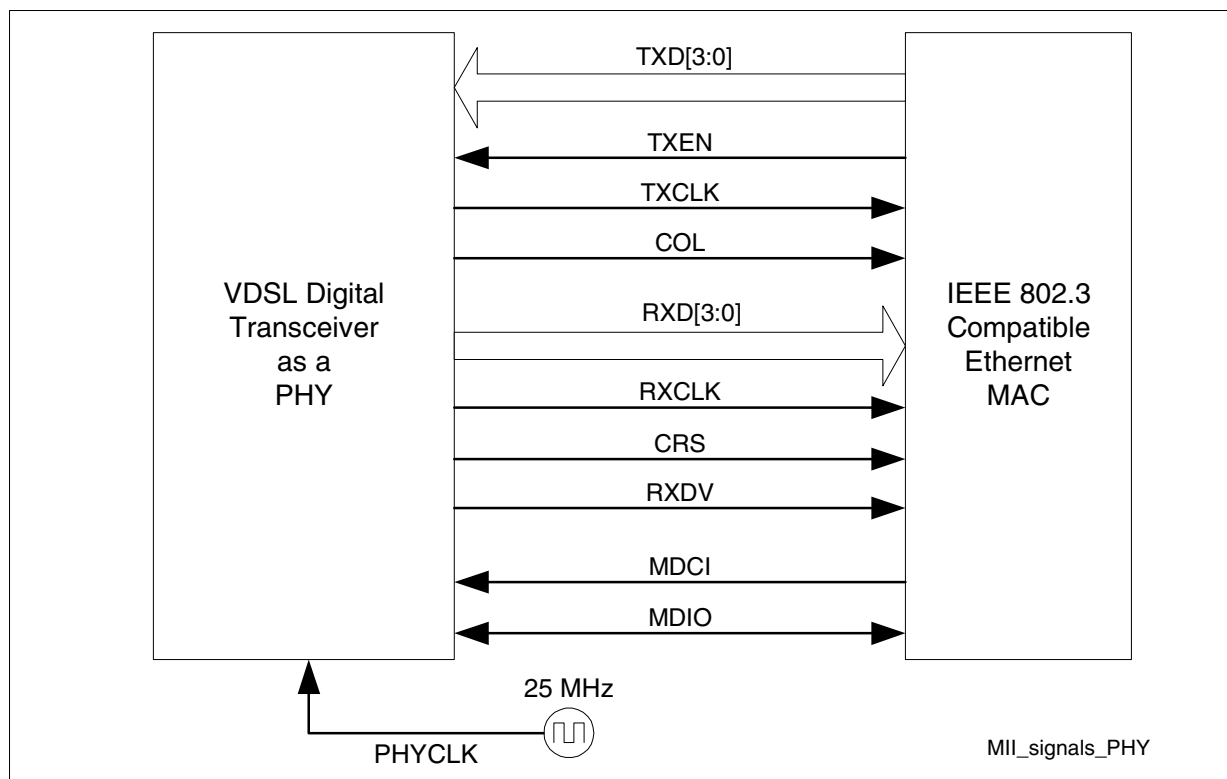 TXD[3:0]
TXEN
TXCLK
COL
VDSL Digital
Transceiver
as a
PHY
RXD[3:0]
IEEE 802.3
Compatible
Ethernet
MAC
RXCLK
CRS
RXDV
MDCI
MDIO
25 MHz
PHYCLK
MII_signals_PHY